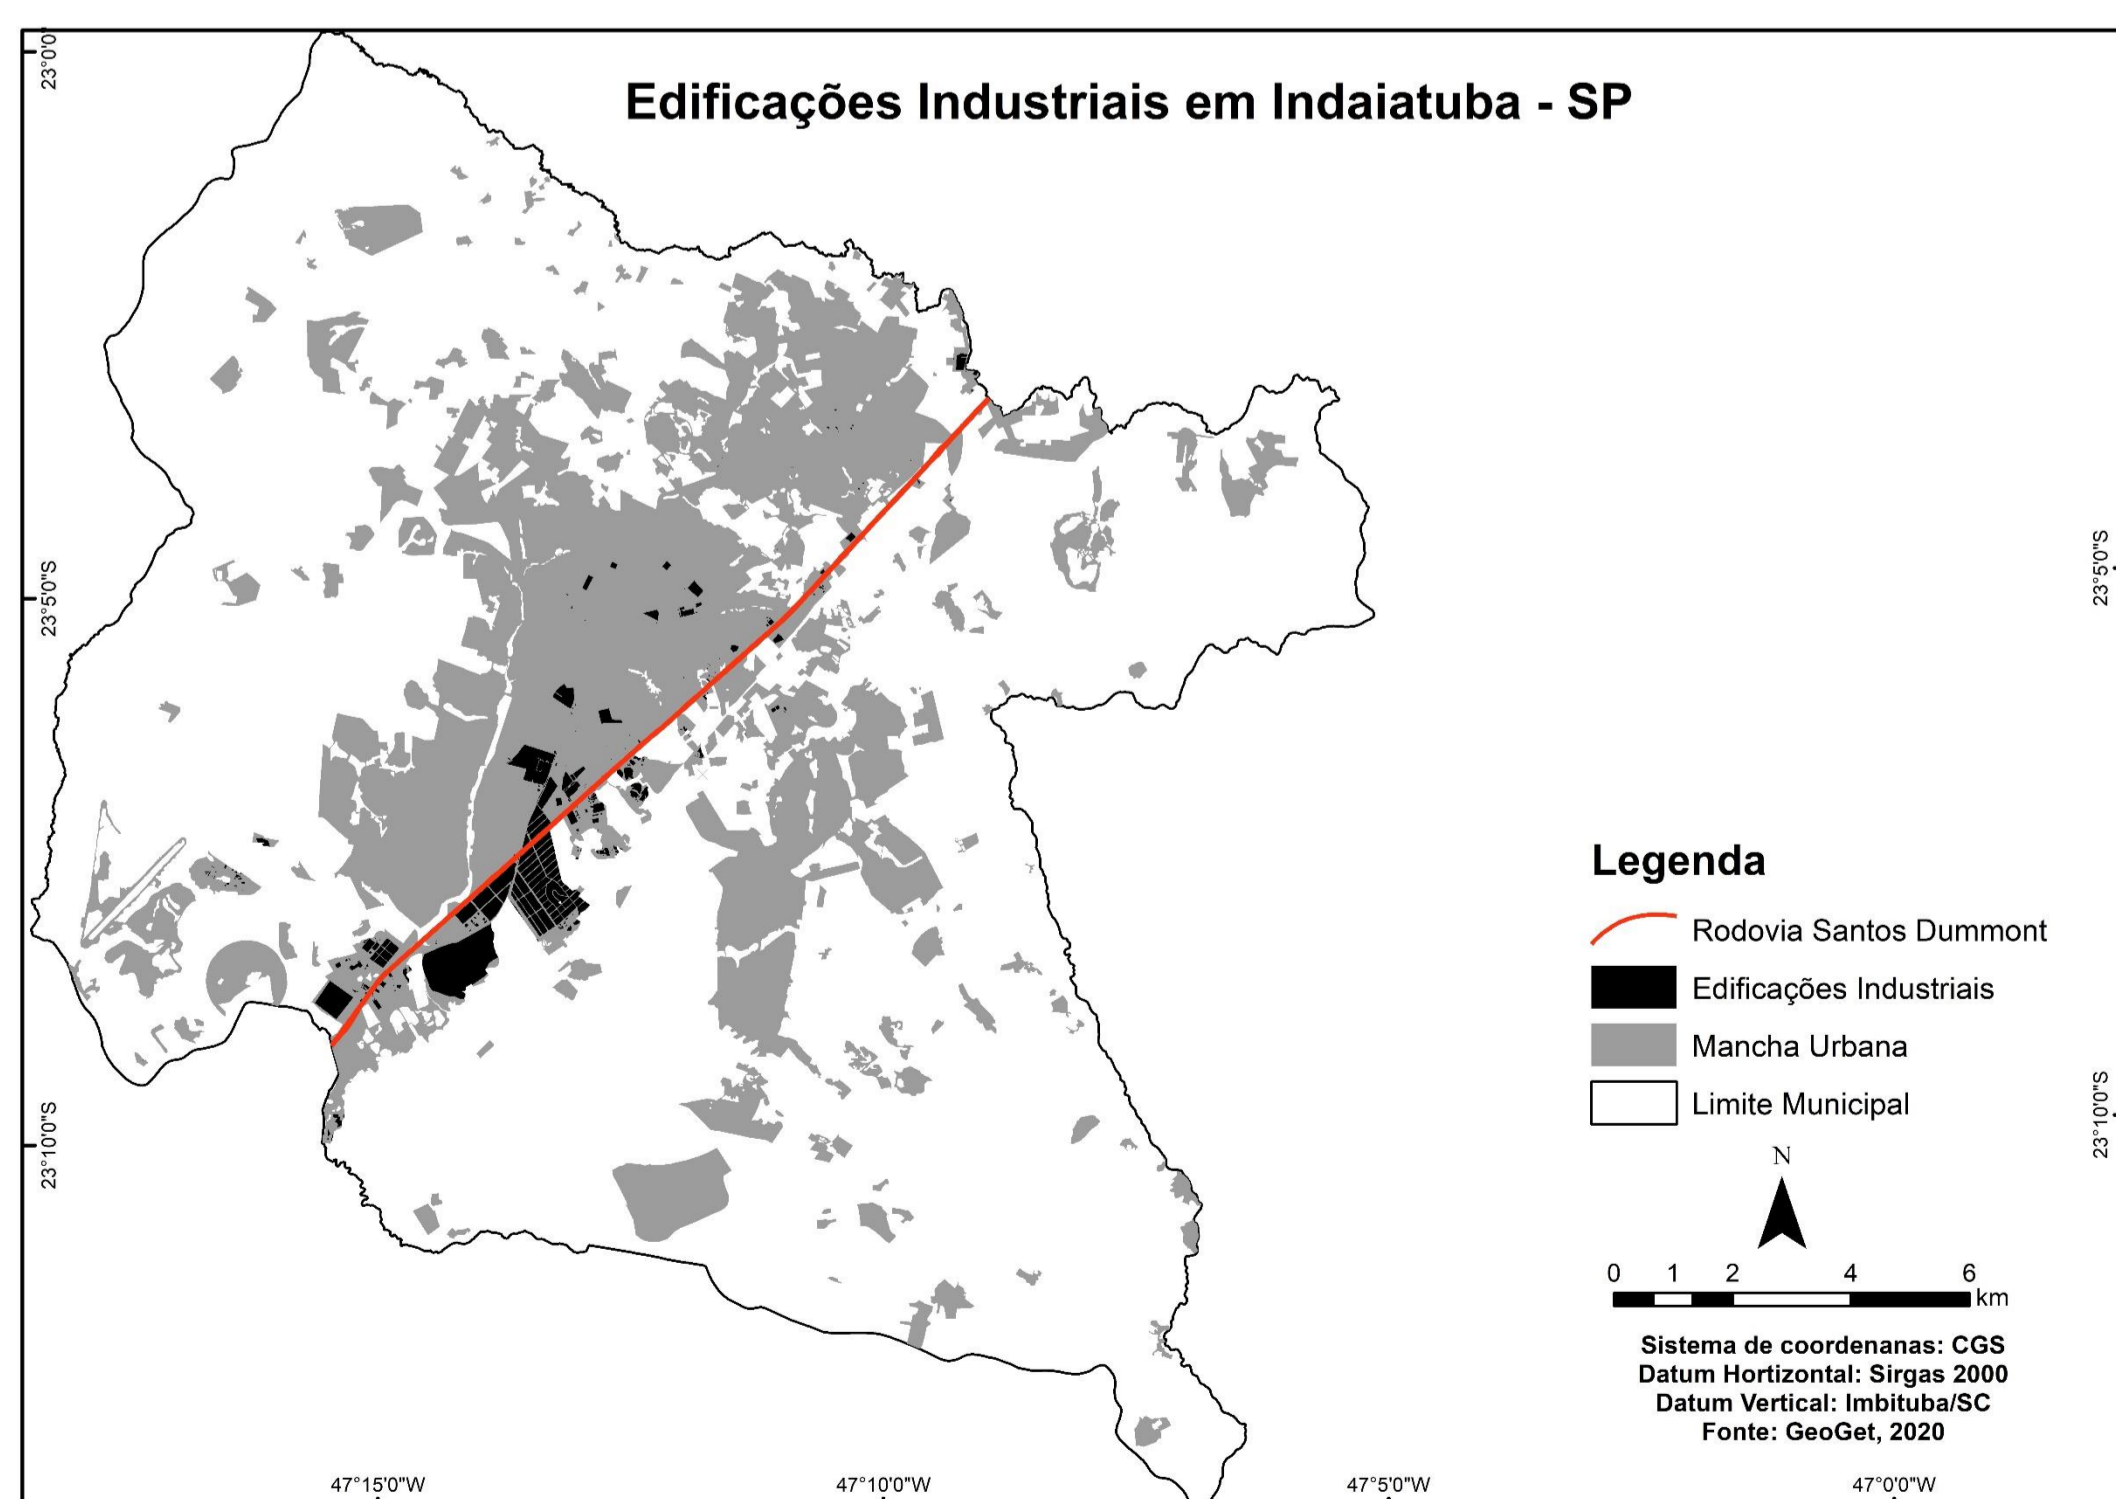 Edificações Industriais em Indaiatuba - SP
23°0'0"
23°5'0"S
23°5'0"S
23°10'0"S
23°10'0"S
Legenda
Rodovia Santos Dummont
Edificações Industriais
Mancha Urbana
Limite Municipal
N
0 1 2 4 6
km
Sistema de coordenanas: CGS
Datum Hortizontal: Sirgas 2000
Datum Vertical: Imbituba/SC
Fonte: GeoGet, 2020
47°15'0"W 47°10'0"W 47°5'0"W 47°0'0"W